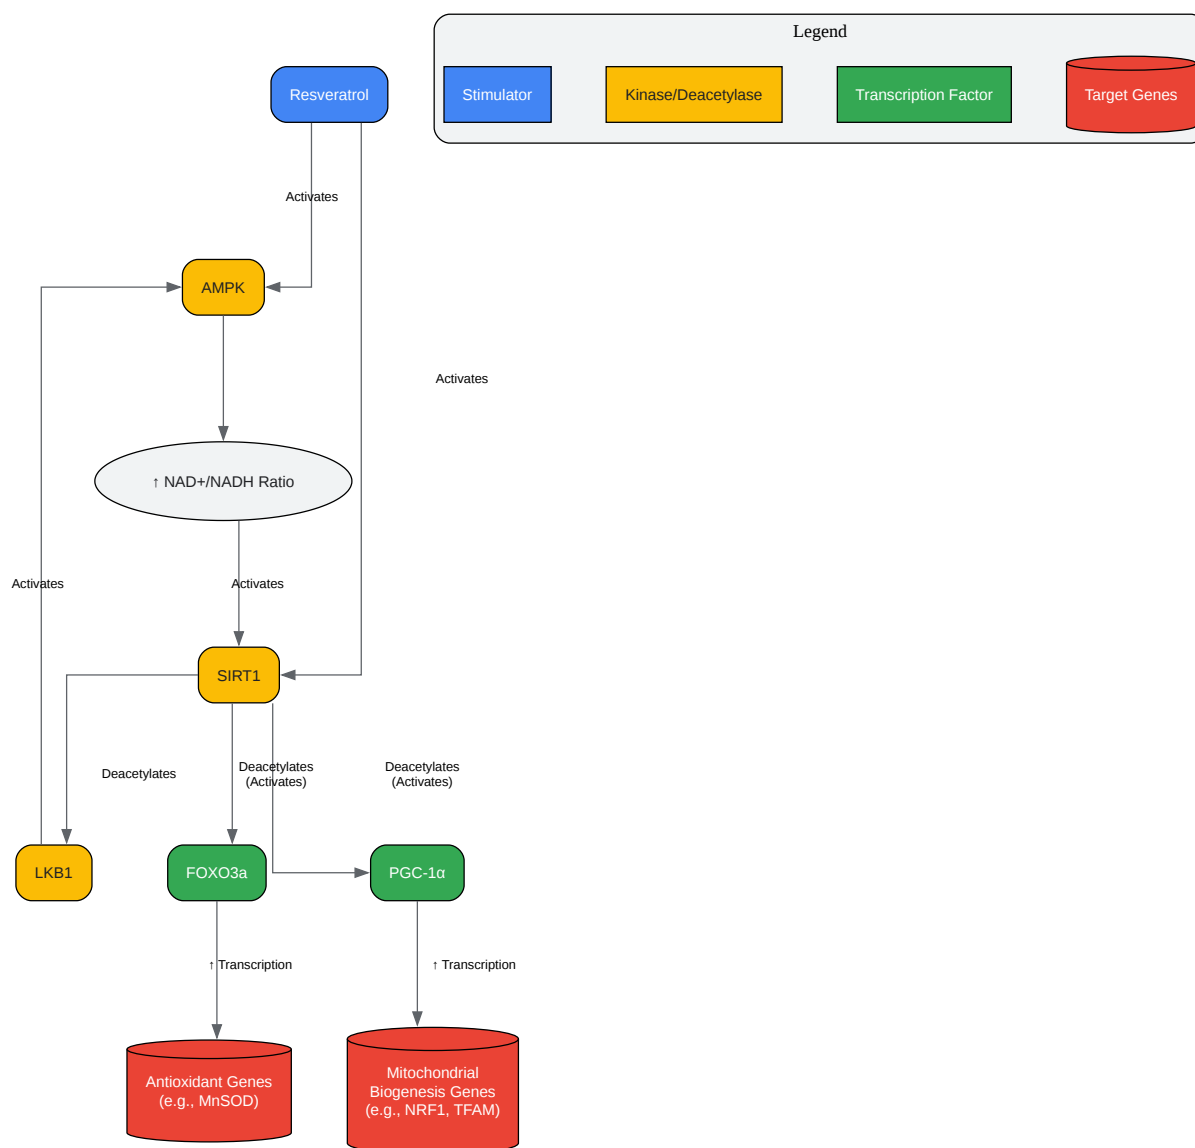 Legend
Resveratrol
Stimulator
Kinase/Deacetylase
Transcription Factor
Target Genes
Activates
AMPK
Activates
↑ NAD+/NADH Ratio
Activates
Activates
SIRT1
Deacetylates
Deacetylates
(Activates)
Deacetylates
(Activates)
LKB1
FOXO3a
PGC-1α
↑ Transcription
↑ Transcription
Antioxidant Genes
(e.g., MnSOD)
Mitochondrial
Biogenesis Genes
(e.g., NRF1, TFAM)